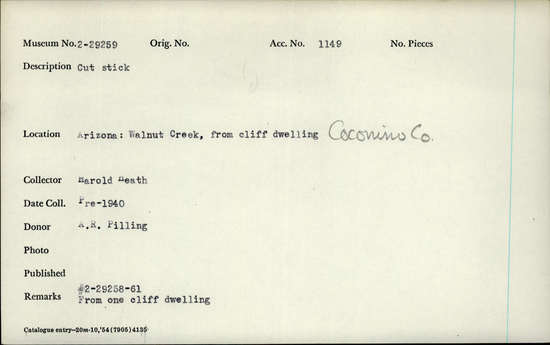 Museum No. 2-29259 Orig. No. Acc. No. 1149 No. Pieces
Description Cut stick
Location Arizona: Walnut Creek, from cliff dwelling Coconino Co.
Collector Harold Heath
Date Coll. Pre-1940
Donor A.R. Pilling
Photo
Published
Remarks #2-29258-61
From one cliff dwelling
Catalogue entry—20m-10,'54 (7905) 4135